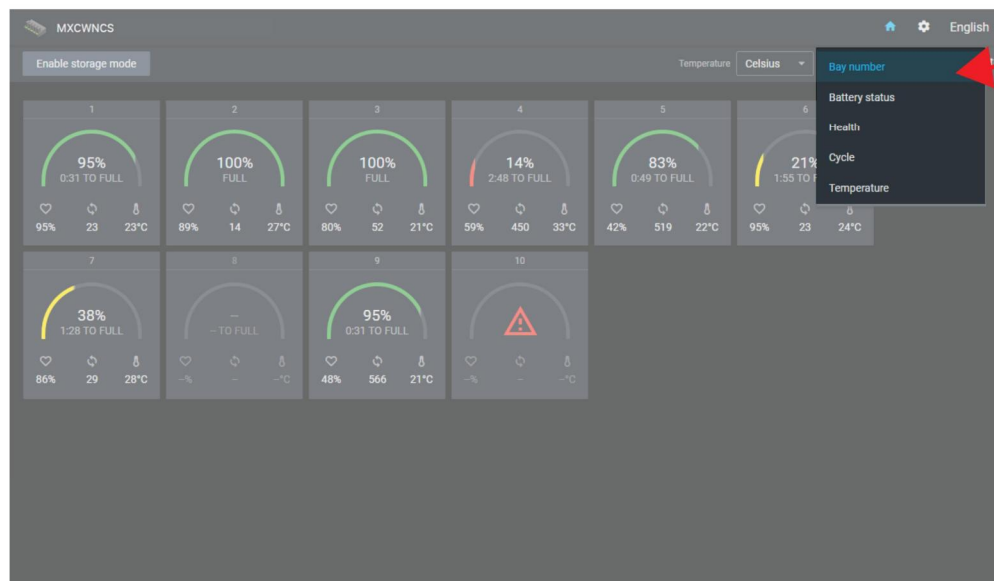 MXCWNCS
English
Enable storage mode
Temperature
Celsius
Bay number
Battery status
Health
Cycle
Temperature
1
2
3
4
5
6
95%
100%
100%
14%
83%
21%
0:31 TO FULL
FULL
FULL
2:48 TO FULL
0:49 TO FULL
1:55 TO
95% 23 23°C
89% 14 27°C
80% 52 21°C
59% 450 33°C
42% 519 22°C
95% 23 24°C
7
8
9
10
38%
--
95%
1:28 TO FULL
-- TO FULL
0:31 TO FULL
86% 29 28°C
--% -- --°C
48% 566 21°C
--% -- --°C